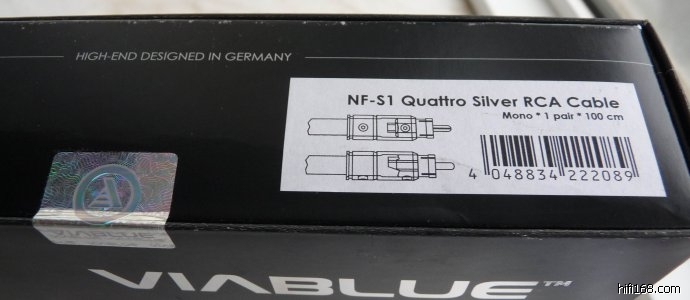 HIGH-END DESIGNED IN GERMANY
NF-S1 Quattro Silver RCA Cable
Mono * 1 pair * 100 cm
4 048834 222089
VIABLUE™
hifi168.com